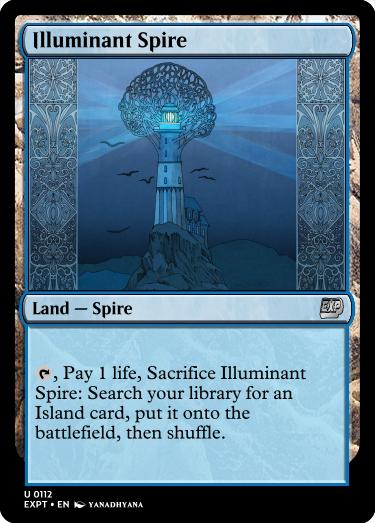 Illuminant Spire
Land — Spire
EXP
, Pay 1 life, Sacrifice Illuminant
Spire: Search your library for an
Island card, put it onto the
battlefield, then shuffle.
U 0112
EXPT • EN YANADHYANA